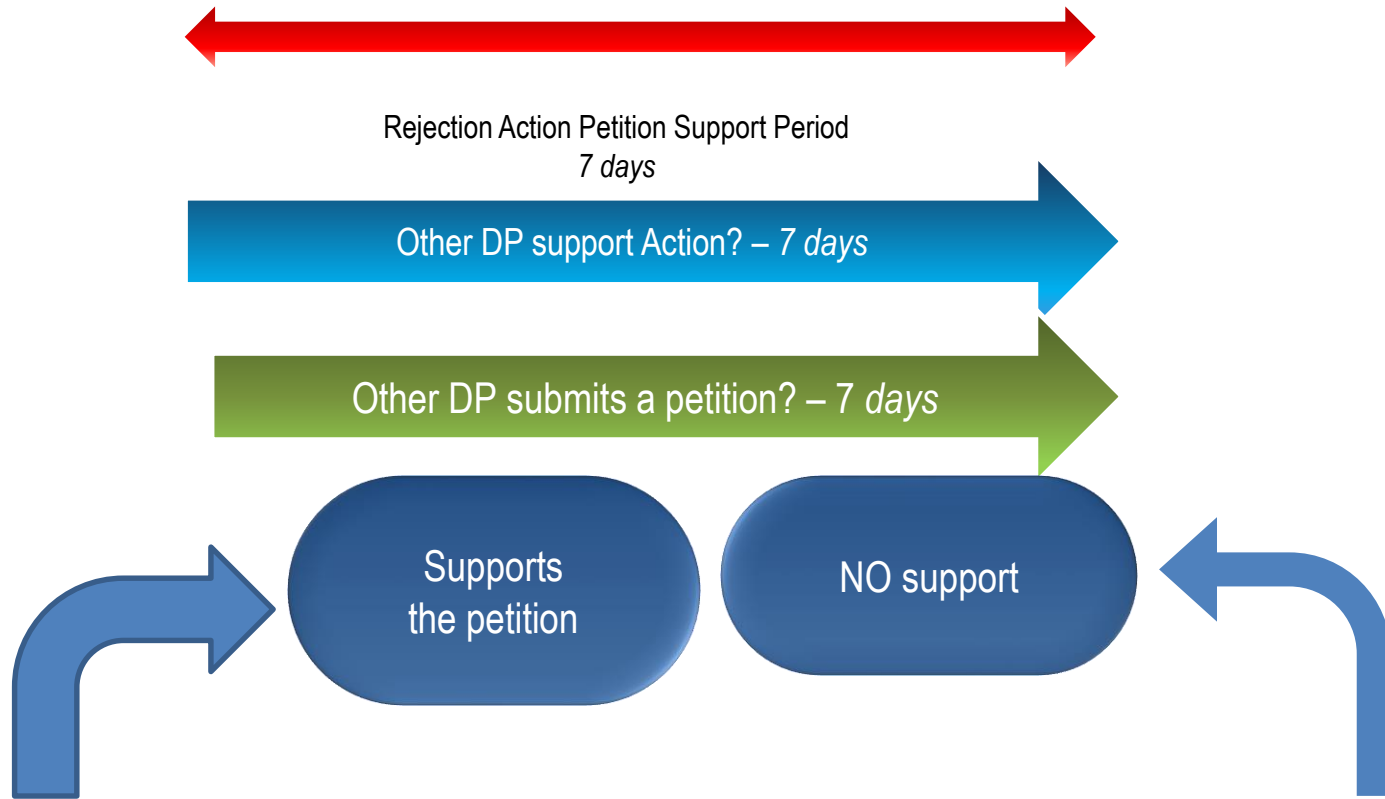 Rejection Action Petition Support Period
7 days
Other DP support Action? – 7 days
Other DP submits a petition? – 7 days
Supports
the petition
NO support